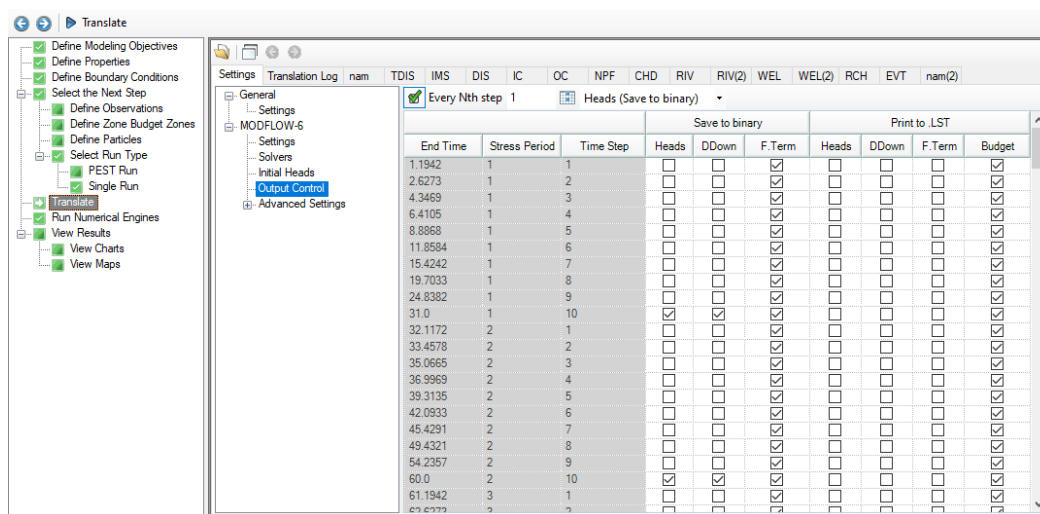 Translate
Define Modeling Objectives
Define Properties
Define Boundary Conditions
Select the Next Step
Define Observations
Define Zone Budget Zones
Define Particles
Select Run Type
PEST Run
Single Run
Translate
Run Numerical Engines
View Results
View Charts
View Maps
Settings Translation Log nam TDIS IMS DIS IC OC NPF CHD RIV RIV(2) WEL WEL(2) RCH EVT nam(2)
General
Settings
MODFLOW-6
Settings
Solvers
Initial Heads
Output Control
Advanced Settings
Every Nth step 1 Heads (Save to binary)
Save to binary Print to .LST
End Time Stress Period Time Step Heads DDown F.Term Heads DDown F.Term Budget
1.1942 1 1
2.6273 1 2
4.3469 1 3
6.4105 1 4
8.8868 1 5
11.8584 1 6
15.4242 1 7
19.7033 1 8
24.8382 1 9
31.0 1 10
32.1172 2 1
33.4578 2 2
35.0665 2 3
36.9969 2 4
39.3135 2 5
42.0933 2 6
45.4291 2 7
49.4321 2 8
54.2357 2 9
60.0 2 10
61.1942 3 1
62.6273 3 2